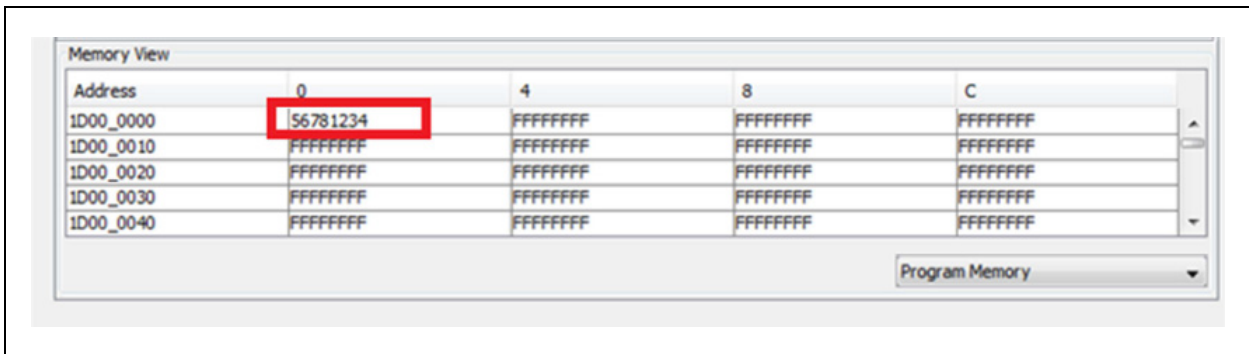 Memory View
Address 0 4 8 C
1D00_0000 56781234 FFFFFFFF FFFFFFFF FFFFFFFF
1D00_0010 FFFFFFFF FFFFFFFF FFFFFFFF FFFFFFFF
1D00_0020 FFFFFFFF FFFFFFFF FFFFFFFF FFFFFFFF
1D00_0030 FFFFFFFF FFFFFFFF FFFFFFFF FFFFFFFF
1D00_0040 FFFFFFFF FFFFFFFF FFFFFFFF FFFFFFFF
Program Memory